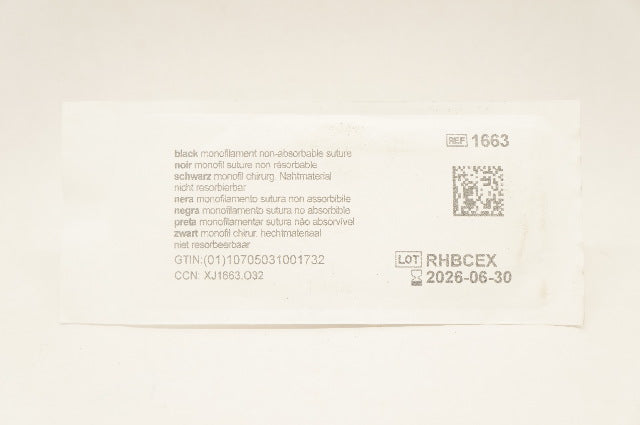 REF 1663
black monofilament non-absorbable suture
noir monofil suture non résorbable
schwarz monofil chirurg. Nahtmaterial
nicht resorbierbar
nera monofilamento sutura non assorbibile
negra monofilamento sutura no absorbible
preta monofilamentar sutura não absorvível
zwart monofil chirur. hechtmateriaal
niet resorbeerbaar
GTIN:(01)10705031001732
CCN: XJ1663.O32
LOT RHBCEX
2026-06-30